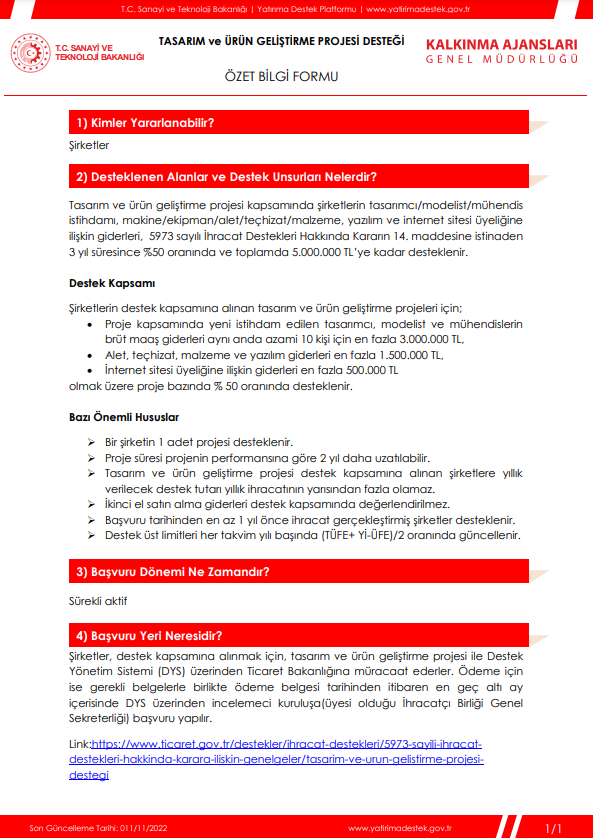 T.C. Sanayi ve Teknoloji Bakanlığı | Yatırıma Destek Platformu | www.yatirimadestek.gov.tr
T.C. SANAYİ VE
TEKNOLOJİ BAKANLIĞI
TASARIM ve ÜRÜN GELİŞTİRME PROJESİ DESTEĞİ
ÖZET BİLGİ FORMU
KALKINMA AJANSLARI
GENEL MÜDÜRLÜĞÜ
1) Kimler Yararlanabilir?
Şirketler
2) Desteklenen Alanlar ve Destek Unsurları Nelerdir?
Tasarım ve ürün geliştirme projesi kapsamında şirketlerin tasarımcı/modelist/mühendis
istihdamı, makine/ekipman/alet/teçhizat/malzeme, yazılım ve internet sitesi üyeliğine
ilişkin giderleri, 5973 sayılı İhracat Destekleri Hakkında Kararın 14. maddesine istinaden
3 yıl süresince %50 oranında ve toplamda 5.000.000 TL'ye kadar desteklenir.
Destek Kapsamı
Şirketlerin destek kapsamına alınan tasarım ve ürün geliştirme projeleri için;
• Proje kapsamında yeni istihdam edilen tasarımcı, modelist ve mühendislerin
brüt maaş giderleri aynı anda azami 10 kişi için en fazla 3.000.000 TL,
• Alet, teçhizat, malzeme ve yazılım giderleri en fazla 1.500.000 TL,
• İnternet sitesi üyeliğine ilişkin giderleri en fazla 500.000 TL
olmak üzere proje bazında % 50 oranında desteklenir.
Bazı Önemli Hususlar
➢ Bir şirketin 1 adet projesi desteklenir.
➢ Proje süresi projenin performansına göre 2 yıl daha uzatılabilir.
➢ Tasarım ve ürün geliştirme projesi destek kapsamına alınan şirketlere yıllık
verilecek destek tutarı yıllık ihracatının yarısından fazla olamaz.
➢ İkinci el satın alma giderleri destek kapsamında değerlendirilmez.
➢ Başvuru tarihinden en az 1 yıl önce ihracat gerçekleştirmiş şirketler desteklenir.
➢ Destek üst limitleri her takvim yılı başında (TÜFE+ Yİ-ÜFE)/2 oranında güncellenir.
3) Başvuru Dönemi Ne Zamandır?
Sürekli aktif
4) Başvuru Yeri Neresidir?
Şirketler, destek kapsamına alınmak için, tasarım ve ürün geliştirme projesi ile Destek
Yönetim Sistemi (DYS) üzerinden Ticaret Bakanlığına müracaat ederler. Ödeme için
ise gerekli belgelerle birlikte ödeme belgesi tarihinden itibaren en geç altı ay
içerisinde DYS üzerinden incelemeci kuruluşa(üyesi olduğu İhracatçı Birliği Genel
Sekreterliği) başvuru yapılır.
Link:https://www.ticaret.gov.tr/destekler/ihracat-destekleri/5973-sayili-ihracat-
destekleri-hakkinda-karara-iliskin-genelgeler/tasarim-ve-urun-gelistirme-projesi-
destegi
Son Güncelleme Tarihi: 011/11/2022
www.yatirimadestek.gov.tr
1/1